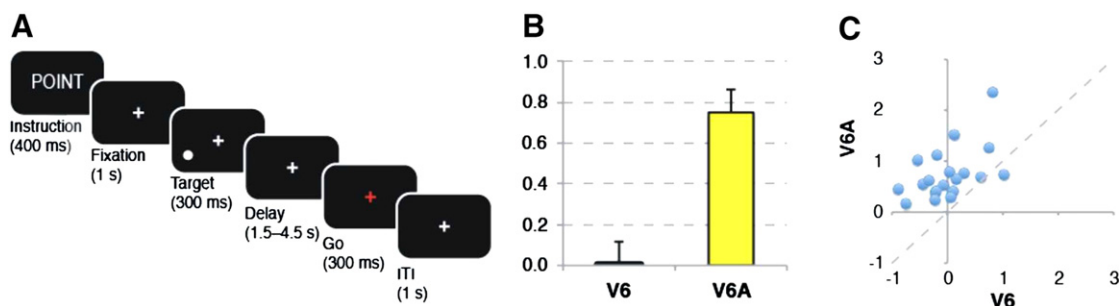 A
POINT
Instruction
(400 ms)
Fixation
(1 s)
Target
(300 ms)
Delay
(1.5–4.5 s)
Go
(300 ms)
ITI
(1 s)
B
1.0
0.8
0.6
0.4
0.2
0.0
V6 V6A
C
3
2
1
0
-1
V6A
-1 0 1 2 3
V6